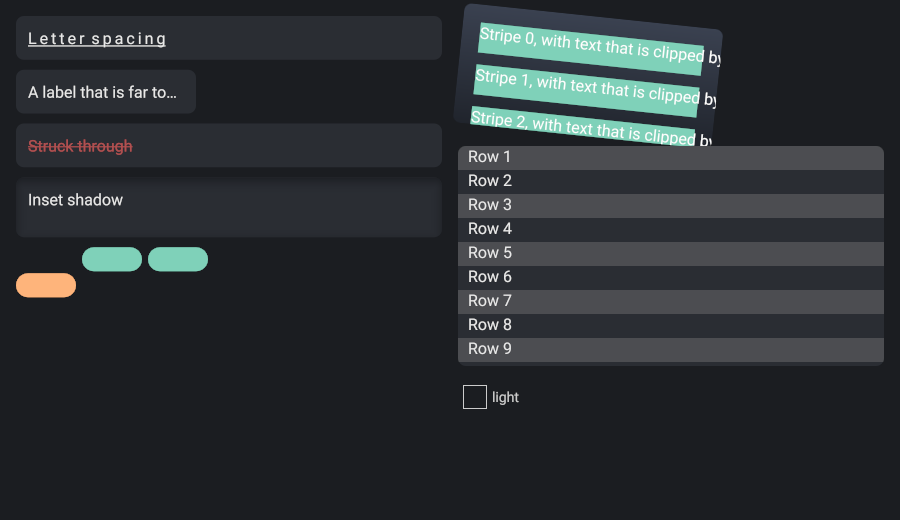 Letter spacing
A label that is far to…
Struck through
Inset shadow
Stripe 0, with text that is clipped by
Stripe 1, with text that is clipped by
Stripe 2, with text that is clipped by
Row 1
Row 2
Row 3
Row 4
Row 5
Row 6
Row 7
Row 8
Row 9
light